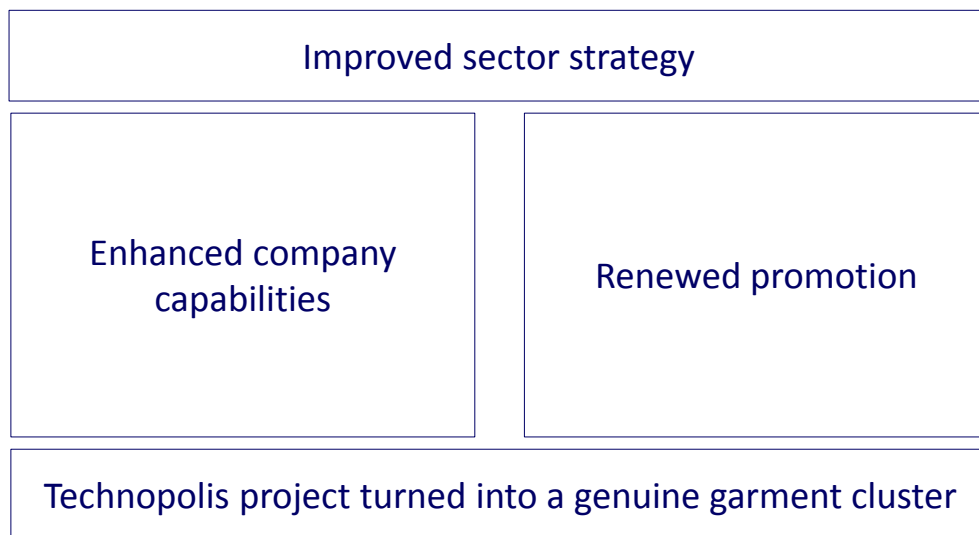 Improved sector strategy
Enhanced company
capabilities
Renewed promotion
Technopolis project turned into a genuine garment cluster